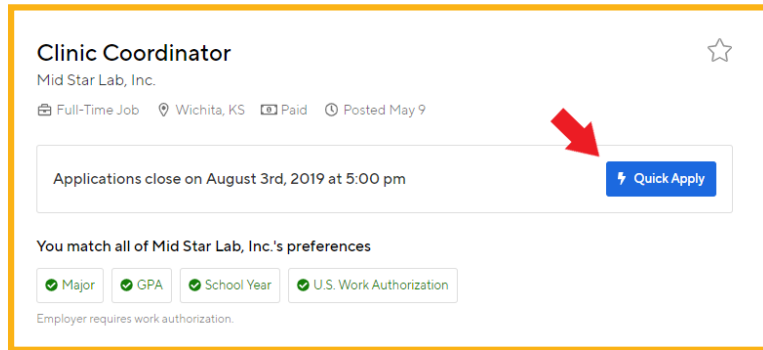 Clinic Coordinator
Mid Star Lab, Inc.
Full-Time Job Wichita, KS Paid Posted May 9
Applications close on August 3rd, 2019 at 5:00 pm Quick Apply
You match all of Mid Star Lab, Inc.'s preferences
Major GPA School Year U.S. Work Authorization
Employer requires work authorization.